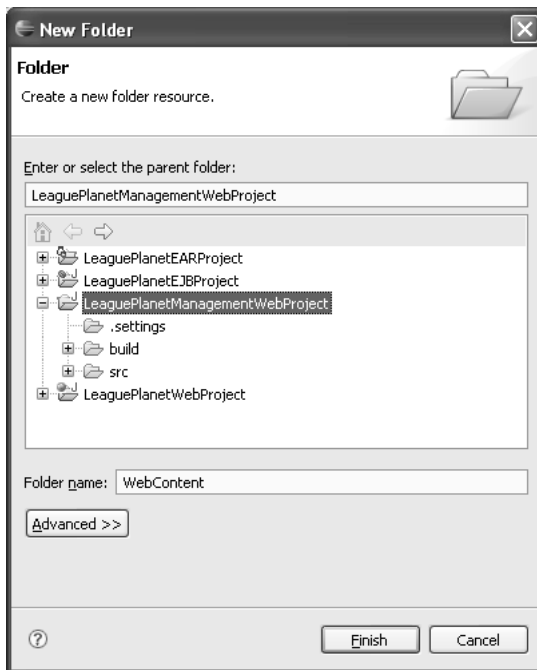 New Folder
Folder
Create a new folder resource.
Enter or select the parent folder:
LeaguePlanetManagementWebProject
LeaguePlanetEARProject
LeaguePlanetEJBProject
LeaguePlanetManagementWebProject
.settings
build
src
LeaguePlanetWebProject
Folder name: WebContent
Advanced >>
Finish Cancel